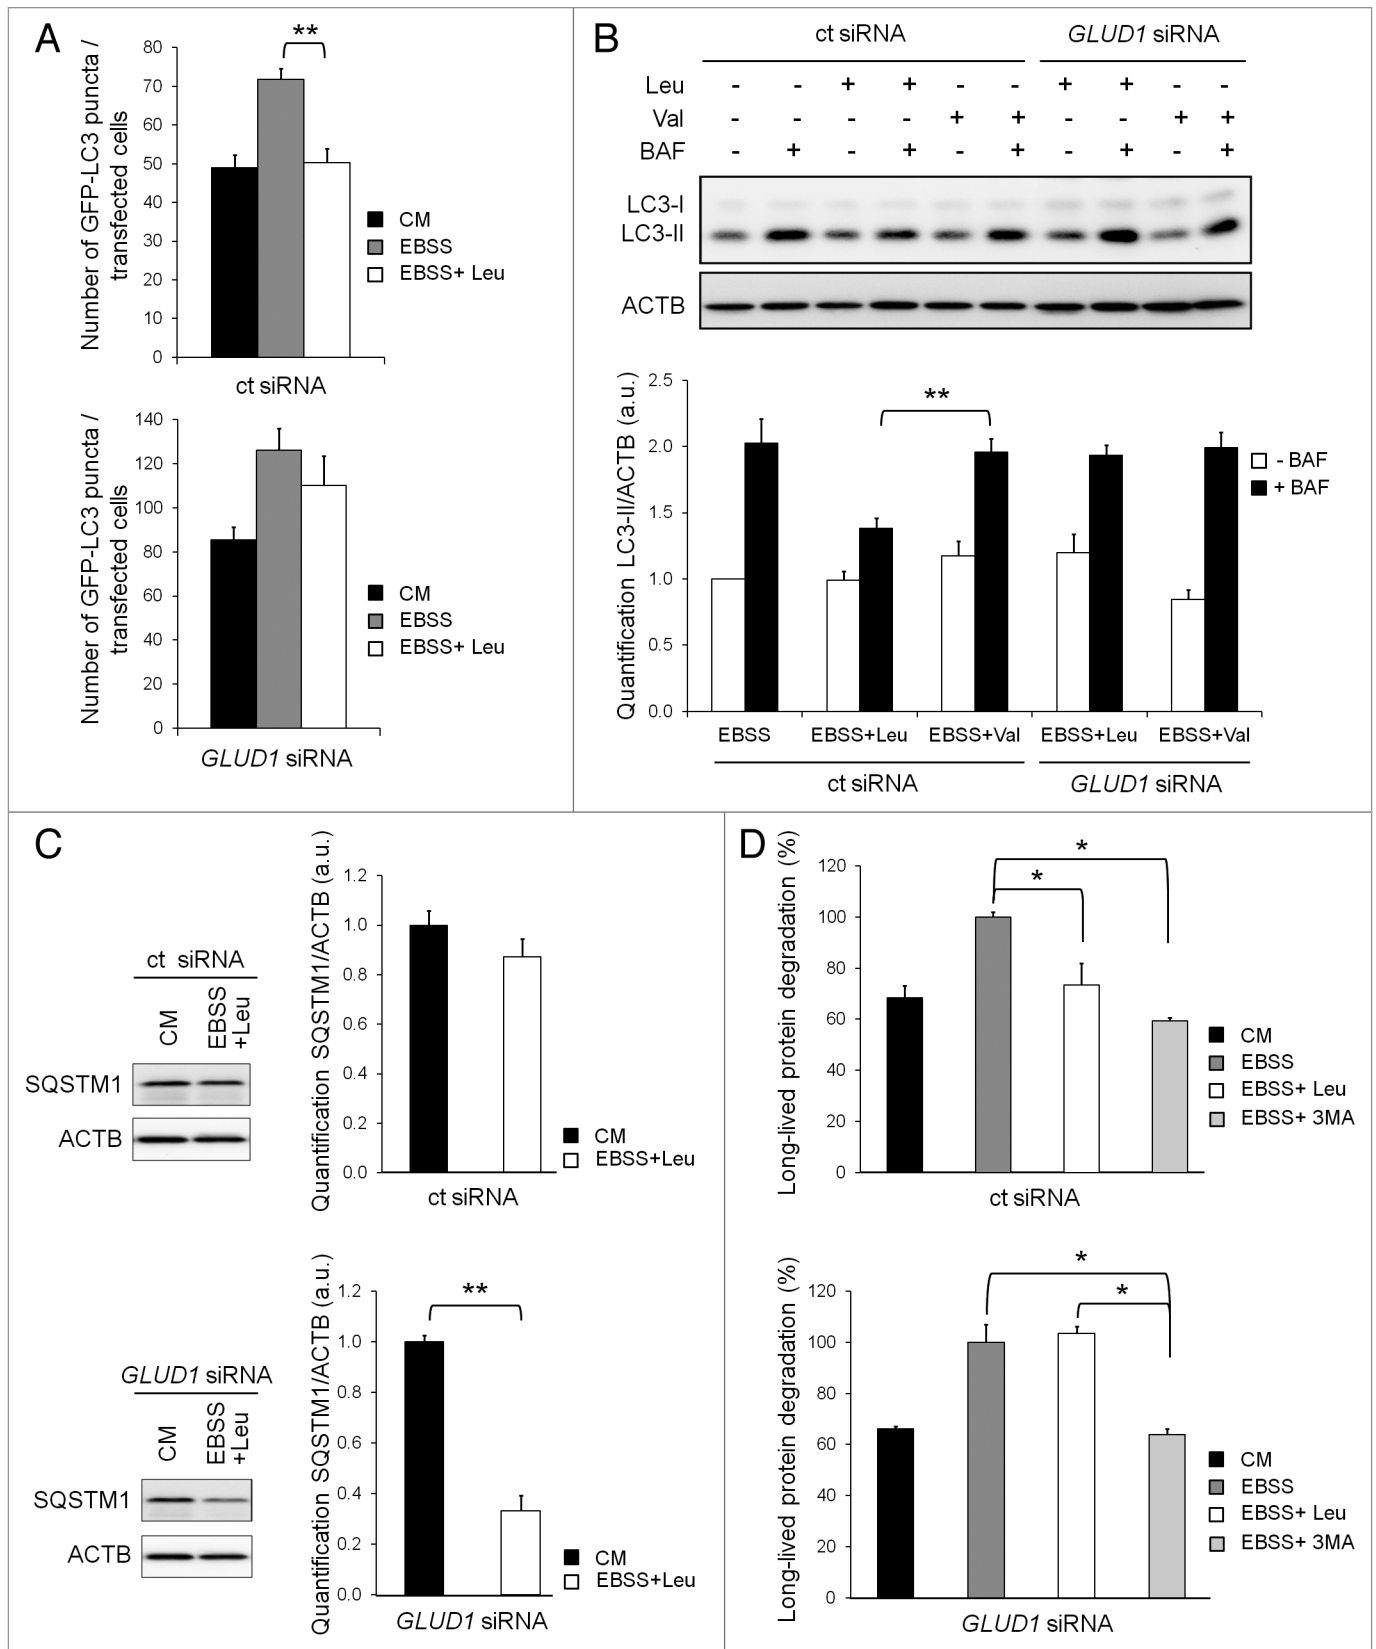 A
Number of GFP-LC3 puncta /
transfected cells
80
70
60
50
40
30
20
10
0
**
CM
EBSS
EBSS+ Leu
ct siRNA
Number of GFP-LC3 puncta /
transfected cells
140
120
100
80
60
40
20
0
CM
EBSS
EBSS+ Leu
GLUD1 siRNA
B
ct siRNA GLUD1 siRNA
Leu - - + + - - + + - -
Val - - - - + + - - + +
BAF - + - + - + - + - +
LC3-I
LC3-II
ACTB
Quantification LC3-II/ACTB (a.u.)
2.5
2.0
1.5
1.0
0.5
0.0
**
- BAF
+ BAF
EBSS EBSS+Leu EBSS+Val EBSS+Leu EBSS+Val
ct siRNA GLUD1 siRNA
C
ct siRNA
CM
EBSS
+Leu
SQSTM1
ACTB
Quantification SQSTM1/ACTB (a.u.)
1.2
1.0
0.8
0.6
0.4
0.2
0.0
CM
EBSS+Leu
ct siRNA
GLUD1 siRNA
CM
EBSS
+Leu
SQSTM1
ACTB
Quantification SQSTM1/ACTB (a.u.)
1.2
1.0
0.8
0.6
0.4
0.2
0.0
**
CM
EBSS+Leu
GLUD1 siRNA
D
Long-lived protein degradation (%)
120
100
80
60
40
20
0
*
*
CM
EBSS
EBSS+ Leu
EBSS+ 3MA
ct siRNA
Long-lived protein degradation (%)
120
100
80
60
40
20
0
*
*
CM
EBSS
EBSS+ Leu
EBSS+ 3MA
GLUD1 siRNA